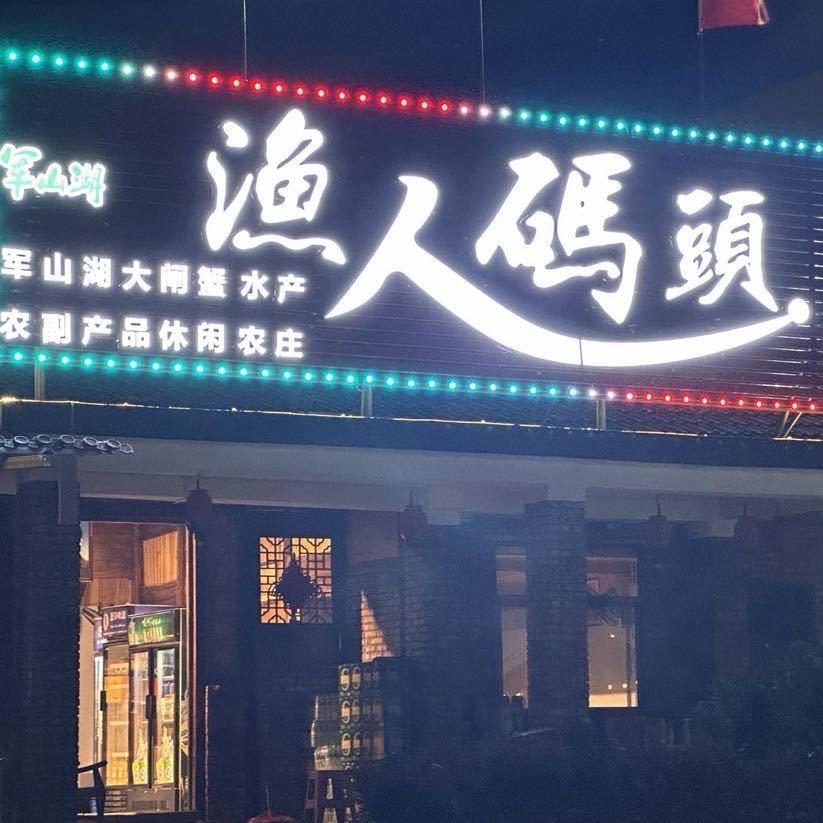 军山湖
渔人碼頭
军山湖大闸蟹水产
农副产品休闲农庄